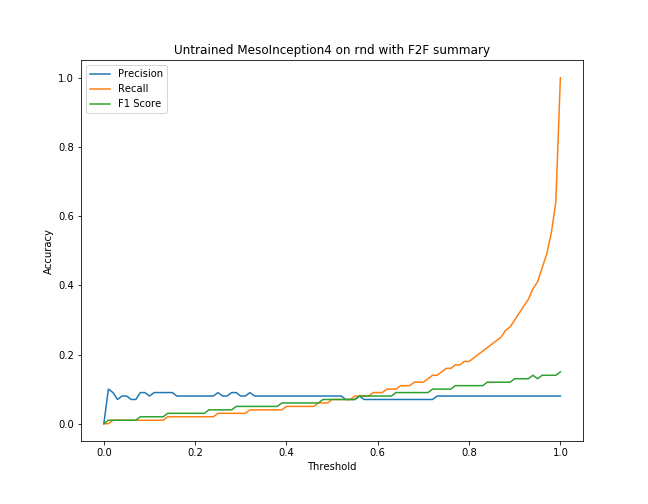 Untrained MesoInception4 on rnd with F2F summary
Precision
Recall
F1 Score
1.0
0.8
0.6
0.4
0.2
0.0
Accuracy
0.0 0.2 0.4 0.6 0.8 1.0
Threshold